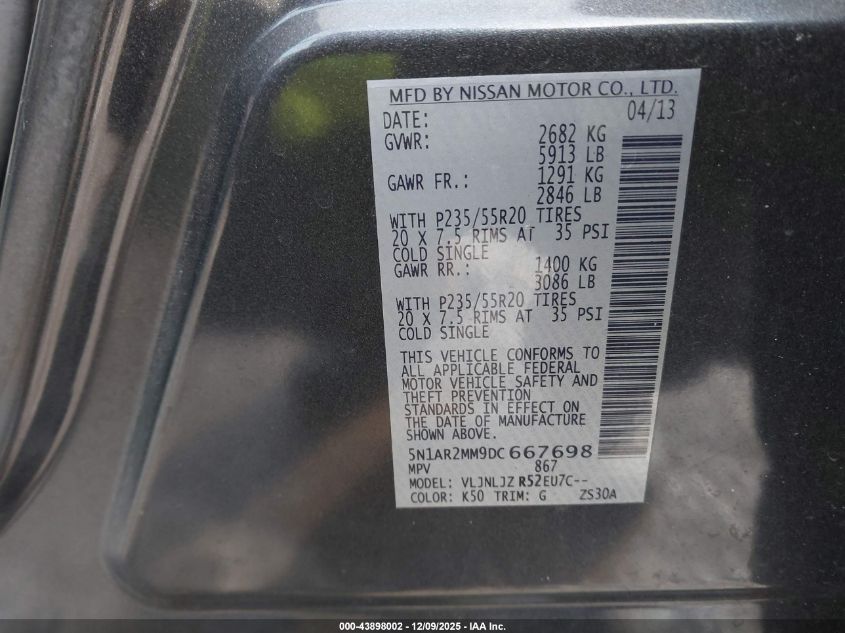 MFD BY NISSAN MOTOR CO., LTD.
DATE: 04/13
GVWR: 2682 KG
5913 LB
GAWR FR.: 1291 KG
2846 LB
WITH P235/55R20 TIRES
20 X 7.5 RIMS AT 35 PSI
COLD SINGLE
GAWR RR.: 1400 KG
3086 LB
WITH P235/55R20 TIRES
20 X 7.5 RIMS AT 35 PSI
COLD SINGLE
THIS VEHICLE CONFORMS TO
ALL APPLICABLE FEDERAL
MOTOR VEHICLE SAFETY AND
THEFT PREVENTION
STANDARDS IN EFFECT ON
THE DATE OF MANUFACTURE
SHOWN ABOVE.
5N1AR2MM9DC667698
MPV 867
MODEL: VLJNLJZ R52EU7C--
COLOR: K50 TRIM: G ZS30A
000-43898002 - 12/09/2025 - IAA Inc.